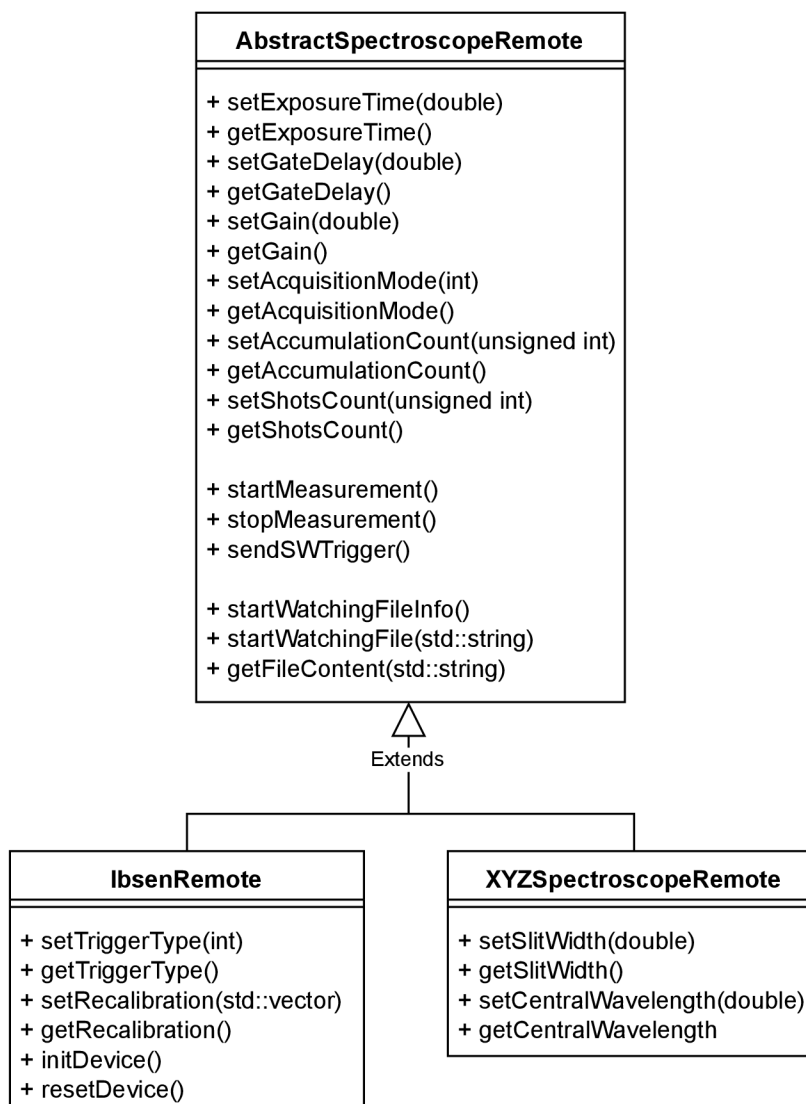 AbstractSpectroscopeRemote
+ setExposureTime(double)
+ getExposureTime()
+ setGateDelay(double)
+ getGateDelay()
+ setGain(double)
+ getGain()
+ setAcquisitionMode(int)
+ getAcquisitionMode()
+ setAccumulationCount(unsigned int)
+ getAccumulationCount()
+ setShotsCount(unsigned int)
+ getShotsCount()
+ startMeasurement()
+ stopMeasurement()
+ sendSWTrigger()
+ startWatchingFileInfo()
+ startWatchingFile(std::string)
+ getFileContent(std::string)
Extends
IbsenRemote
+ setTriggerType(int)
+ getTriggerType()
+ setRecalibration(std::vector)
+ getRecalibration()
+ initDevice()
+ resetDevice()
XYZSpectroscopeRemote
+ setSlitWidth(double)
+ getSlitWidth()
+ setCentralWavelength(double)
+ getCentralWavelength